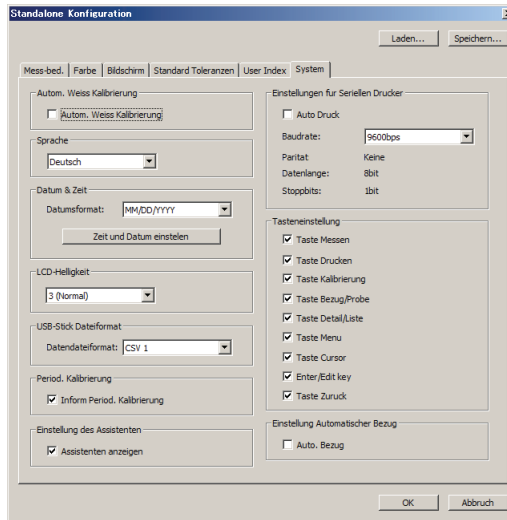 Standalone Konfiguration
Laden... Speichern...
Mess-bed. Farbe Bildschirm Standard Toleranzen User Index System
Autom. Weiss Kalibrierung
Autom. Weiss Kalibrierung
Sprache
Deutsch
Datum & Zeit
Datumsformat: MM/DD/YYYY
Zeit und Datum einstelen
LCD-Helligkeit
3 (Normal)
USB-Stick Dateiformat
Datendateiformat: CSV 1
Period. Kalibrierung
Inform Period. Kalibrierung
Einstellung des Assistenten
Assistenten anzeigen
Einstellungen fur Seriellen Drucker
Auto Druck
Baudrate: 9600bps
Paritat Keine
Datenlange: 8bit
Stoppbits: 1bit
Tasteneinstellung
Taste Messen
Taste Drucken
Taste Kalibrierung
Taste Bezug/Probe
Taste Detail/Liste
Taste Menu
Taste Cursor
Enter/Edit key
Taste Zuruck
Einstellung Automatischer Bezug
Auto. Bezug
OK Abbruch